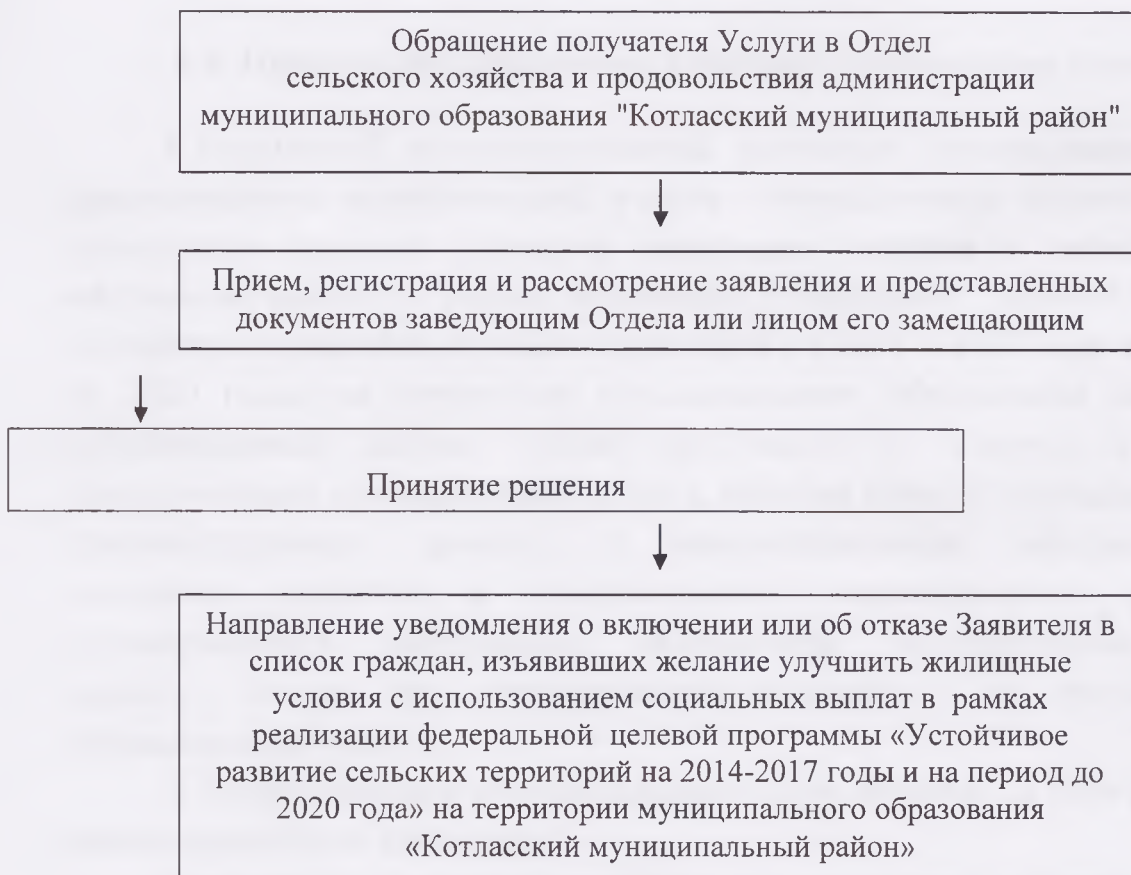 Обращение получателя Услуги в Отдел
сельского хозяйства и продовольствия администрации
муниципального образования "Котласский муниципальный район"
Прием, регистрация и рассмотрение заявления и представленных
документов заведующим Отдела или лицом его замещающим
Принятие решения
Направление уведомления о включении или об отказе Заявителя в
список граждан, изъявивших желание улучшить жилищные
условия с использованием социальных выплат в рамках
реализации федеральной целевой программы «Устойчивое
развитие сельских территорий на 2014-2017 годы и на период до
2020 года» на территории муниципального образования
«Котласский муниципальный район»